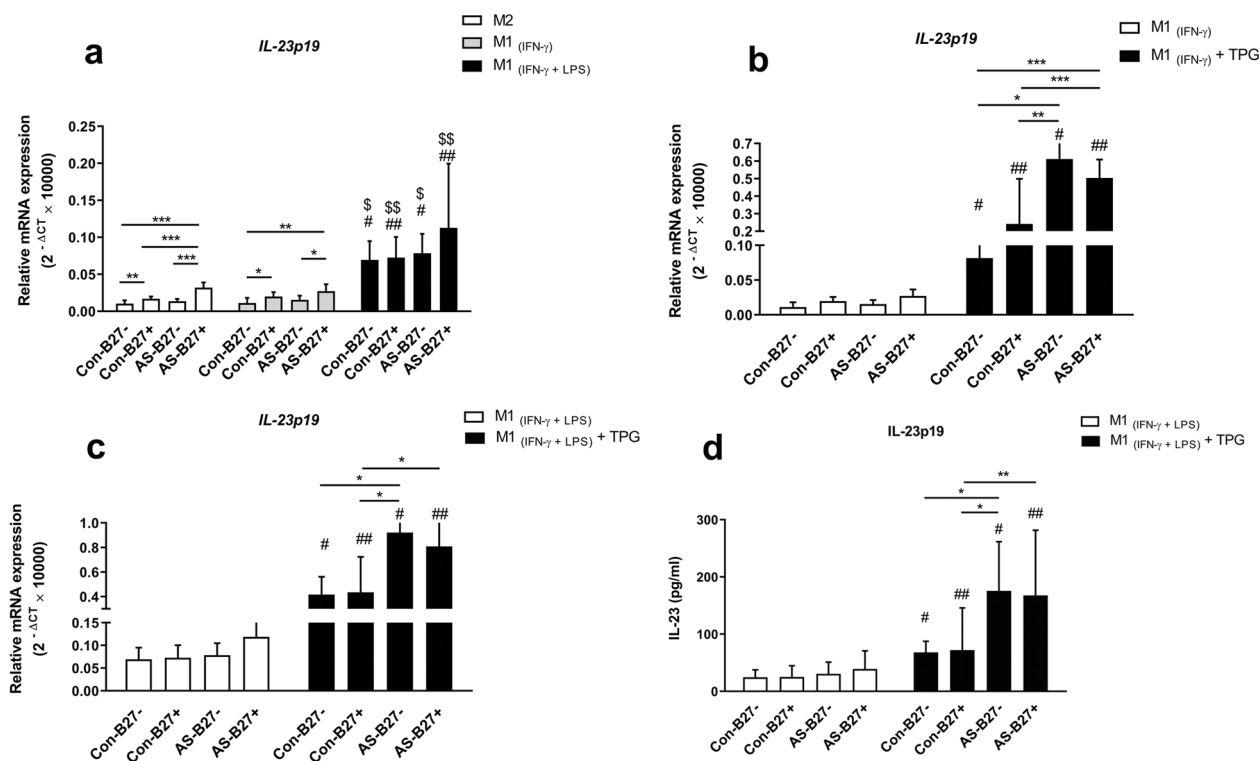 a
IL-23p19
M2
M1 (IFN-γ)
M1 (IFN-γ + LPS)
Relative mRNA expression
(2 - ΔCT × 10000)
0.25
0.20
0.15
0.10
0.05
0.00
***
***
**
***
**
*
*
$
#
$$
##
$
#
$$
##
Con-B27-
Con-B27+
AS-B27-
AS-B27+
Con-B27-
Con-B27+
AS-B27-
AS-B27+
Con-B27-
Con-B27+
AS-B27-
AS-B27+
b
IL-23p19
M1 (IFN-γ)
M1 (IFN-γ) + TPG
Relative mRNA expression
(2 - ΔCT × 10000)
0.7
0.6
0.5
0.4
0.3
0.2
0.10
0.05
0.00
***
***
*
**
#
##
#
##
Con-B27-
Con-B27+
AS-B27-
AS-B27+
Con-B27-
Con-B27+
AS-B27-
AS-B27+
c
IL-23p19
M1 (IFN-γ + LPS)
M1 (IFN-γ + LPS) + TPG
Relative mRNA expression
(2 - ΔCT × 10000)
1.0
0.8
0.6
0.4
0.15
0.10
0.05
0.00
*
*
*
#
##
#
##
Con-B27-
Con-B27+
AS-B27-
AS-B27+
Con-B27-
Con-B27+
AS-B27-
AS-B27+
d
IL-23p19
M1 (IFN-γ + LPS)
M1 (IFN-γ + LPS) + TPG
IL-23 (pg/ml)
300
200
100
0
**
*
*
#
##
#
##
Con-B27-
Con-B27+
AS-B27-
AS-B27+
Con-B27-
Con-B27+
AS-B27-
AS-B27+